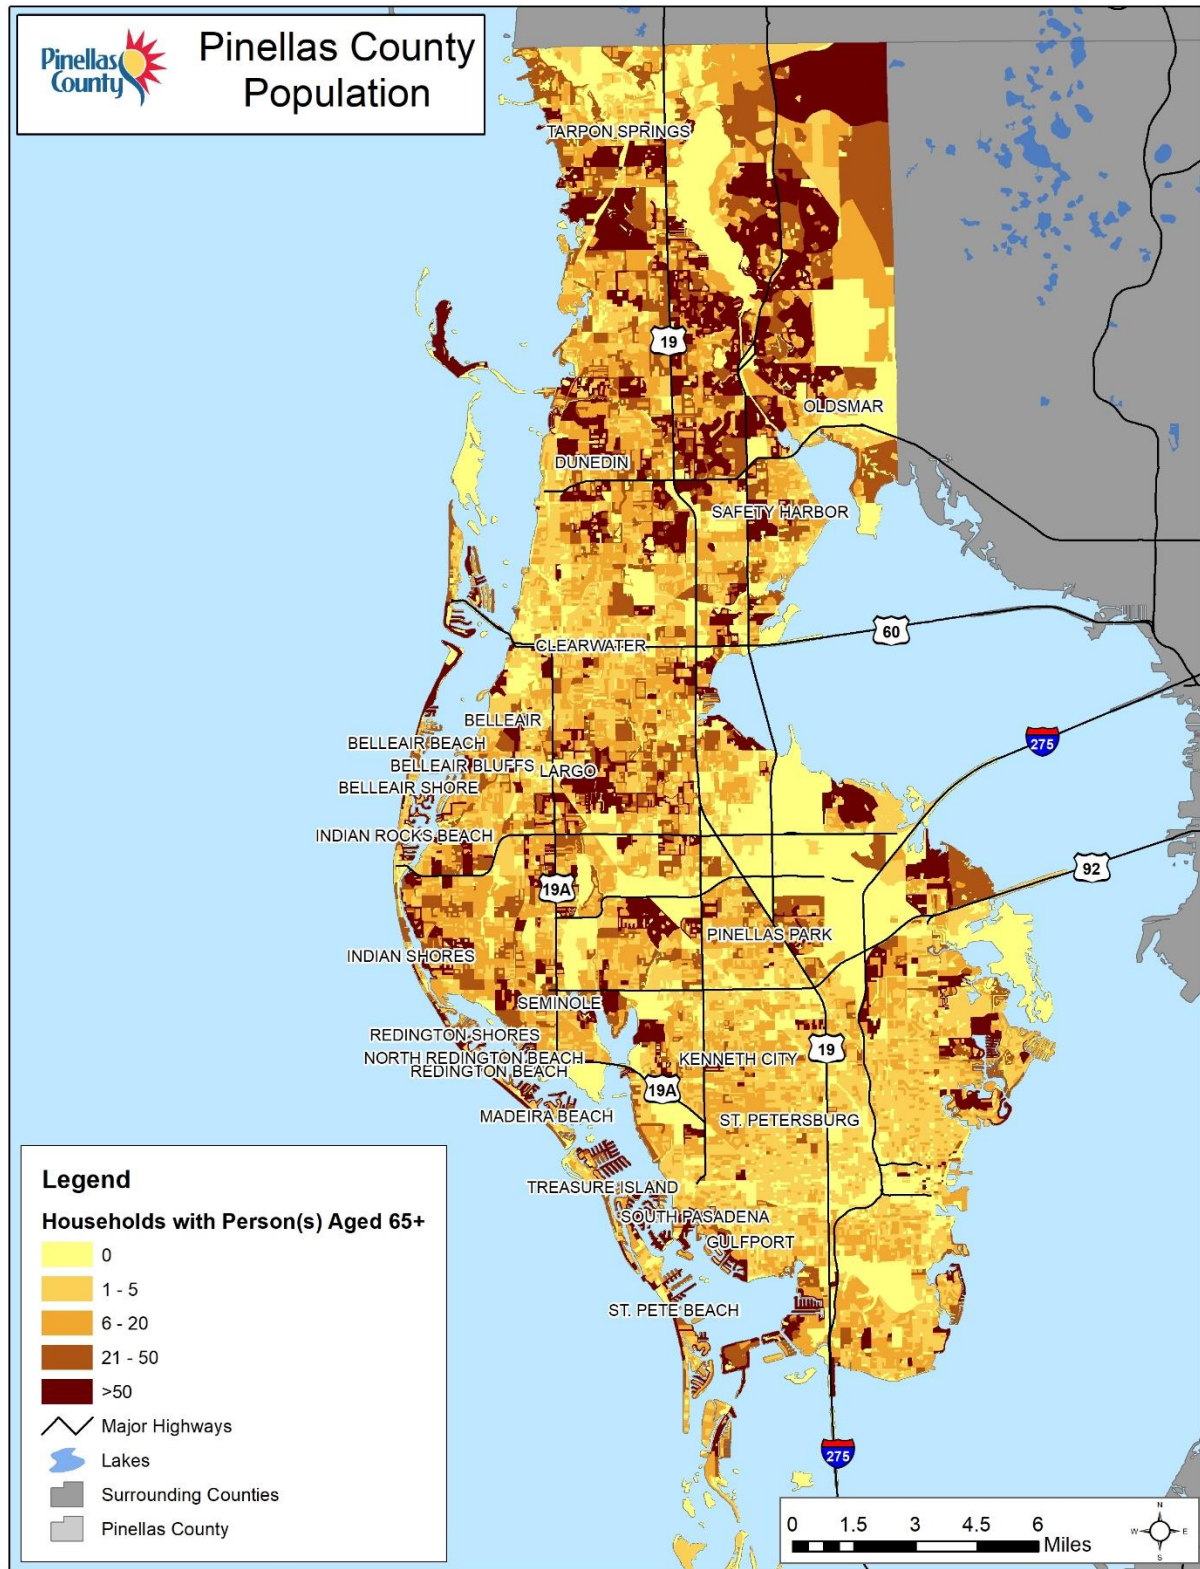 Pinellas
County
Pinellas County
Population
TARPON SPRINGS
19
OLDSMAR
DUNEDIN
SAFETY HARBOR
60
CLEARWATER
BELLEAIR
275
BELLEAIR BEACH
BELLEAIR BLUFFS
LARGO
BELLEAIR SHORE
INDIAN ROCKS BEACH
92
19A
PINELLAS PARK
INDIAN SHORES
SEMINOLE
REDINGTON SHORES
19
NORTH REDINGTON BEACH
KENNETH CITY
REDINGTON BEACH
19A
MADEIRA BEACH
ST. PETERSBURG
TREASURE ISLAND
SOUTH PASADENA
GULFPORT
ST. PETE BEACH
275
Legend
Households with Person(s) Aged 65+
0
1 - 5
6 - 20
21 - 50
>50
Major Highways
Lakes
Surrounding Counties
Pinellas County
0 1.5 3 4.5 6
Miles
N
W E
S